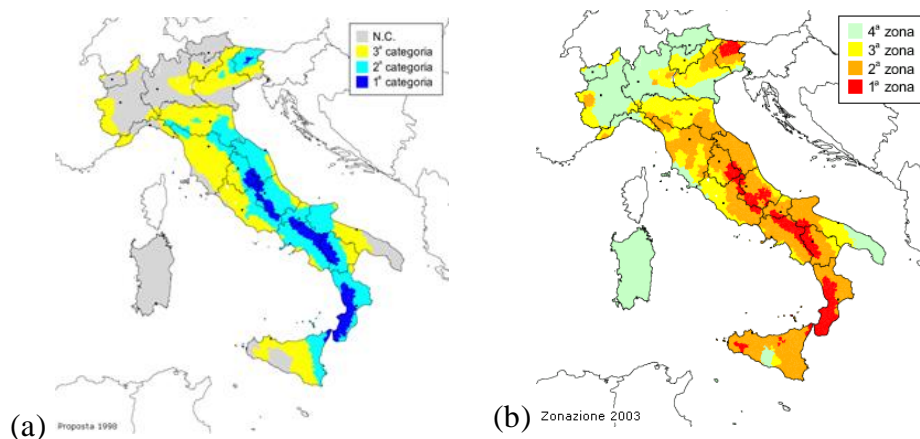 N.C.
3ª categoria
2ª categoria
1ª categoria
(a)
Proposta 1998
4ª zona
3ª zona
2ª zona
1ª zona
(b)
Zonazione 2003